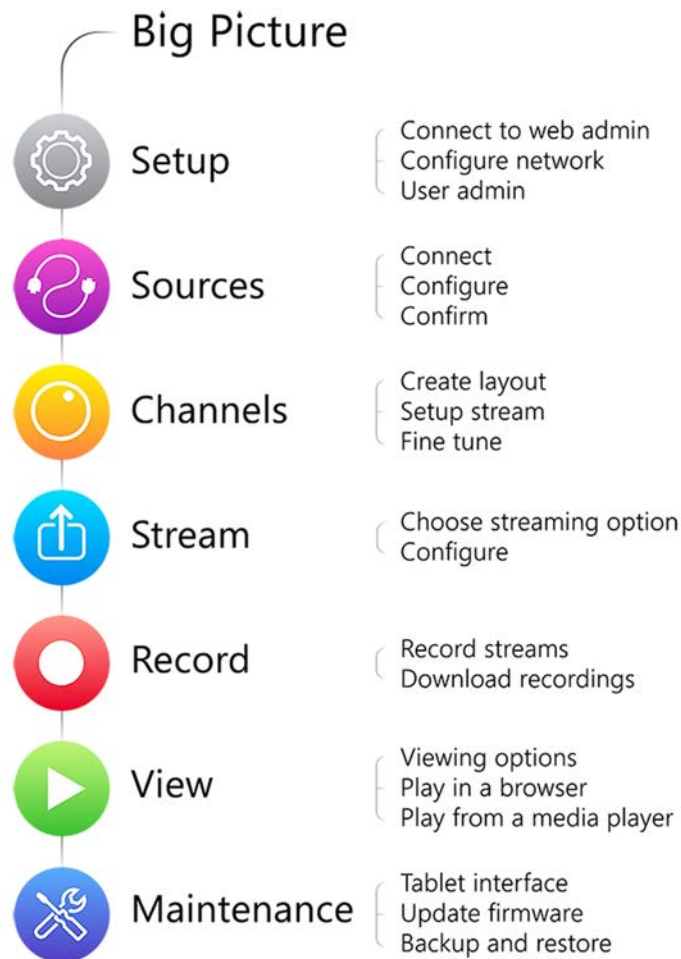 Big Picture
Setup
Connect to web admin
Configure network
User admin
Sources
Connect
Configure
Confirm
Channels
Create layout
Setup stream
Fine tune
Stream
Choose streaming option
Configure
Record
Record streams
Download recordings
View
Viewing options
Play in a browser
Play from a media player
Maintenance
Tablet interface
Update firmware
Backup and restore